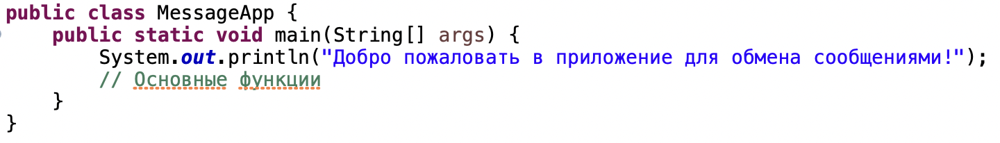 public class MessageApp {
    public static void main(String[] args) {
        System.out.println("Добро пожаловать в приложение для обмена сообщениями!");
        // Основные функции
    }
}